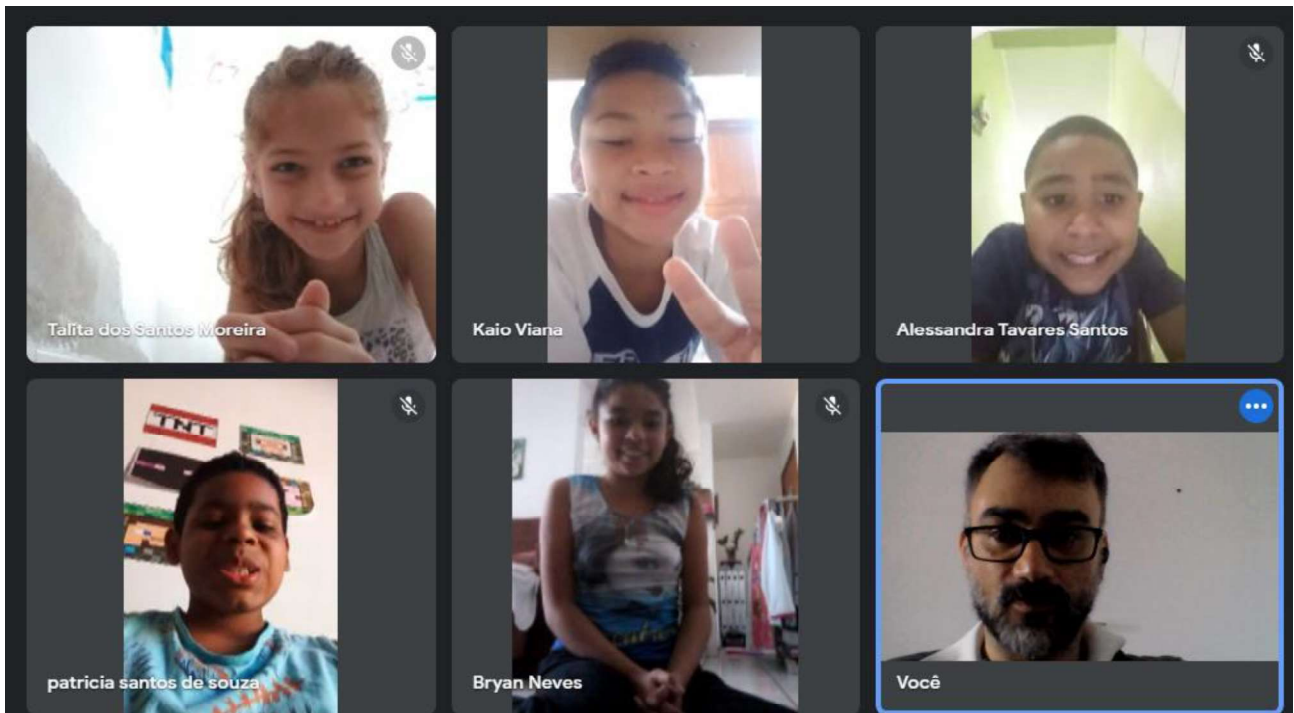 Talita dos Santos Moreira
Kaio Viana
Alessandra Tavares Santos
TNT
patricia santos de souza
Bryan Neves
Você